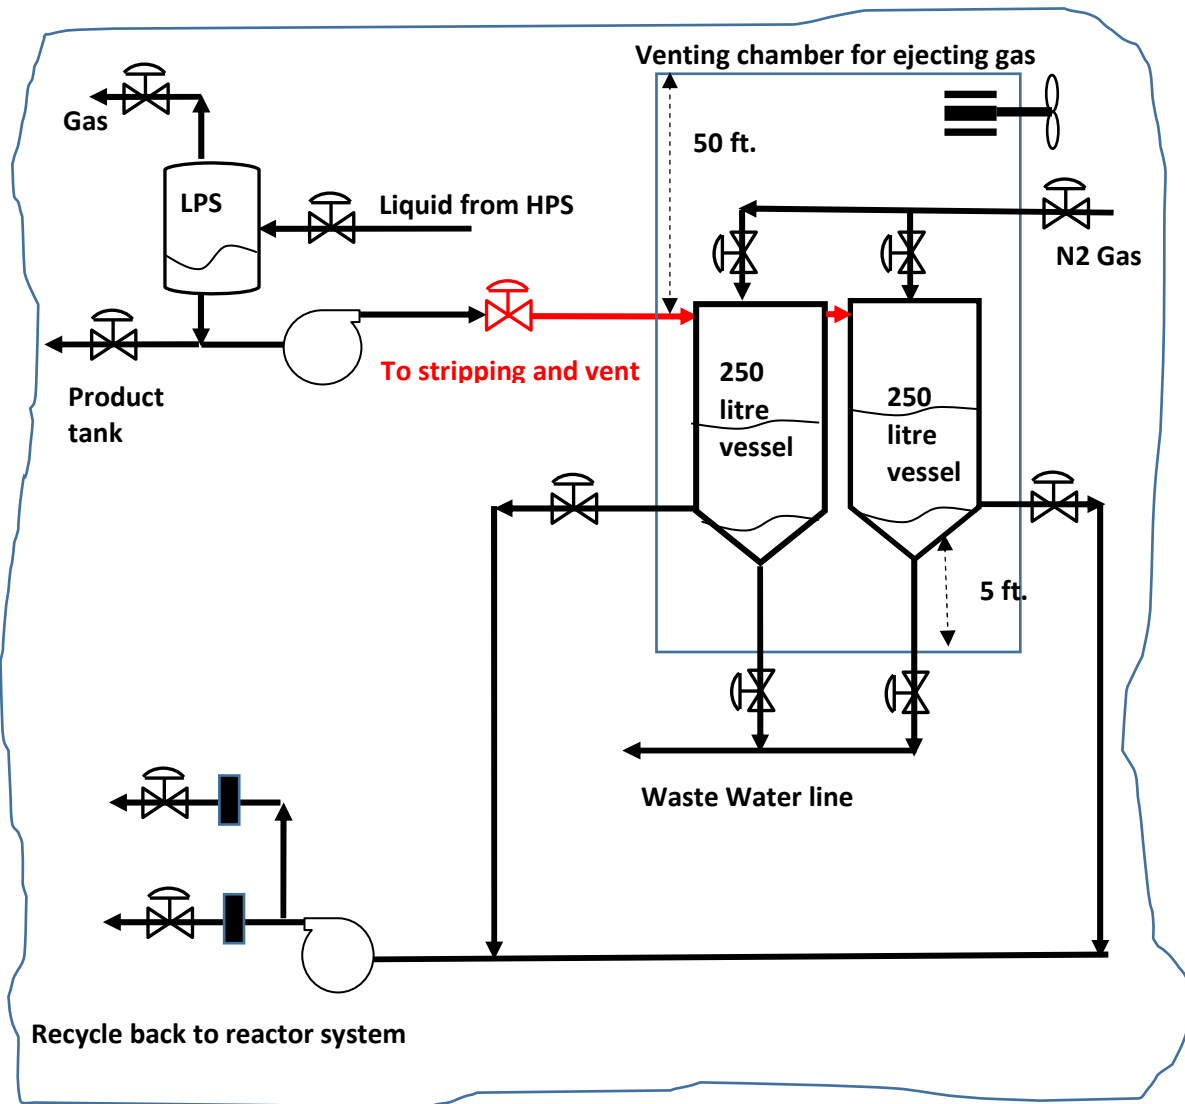 Venting chamber for ejecting gas
Gas
50 ft.
LPS
Liquid from HPS
N2 Gas
To stripping and vent
Product
tank
250
litre
vessel
250
litre
vessel
5 ft.
Waste Water line
Recycle back to reactor system